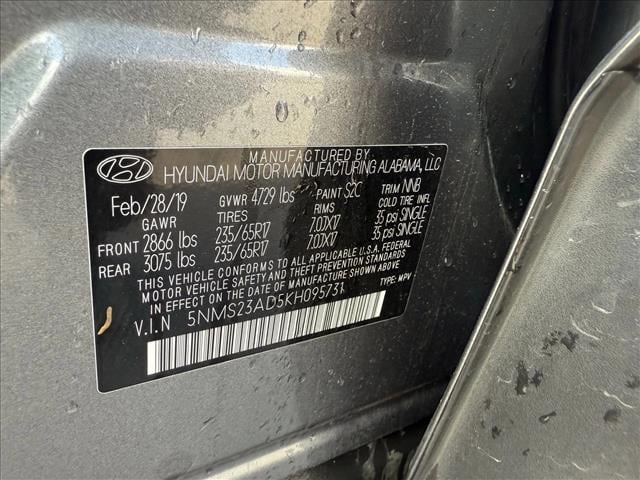 MANUFACTURED BY
HYUNDAI MOTOR MANUFACTURING ALABAMA, LLC
Feb/28/19 GVWR 4729 lbs PAINT S2C TRIM NNB
GAWR TIRES RIMS COLD TIRE INFL
FRONT 2866 lbs 235/65R17 7.0JX17 35 psi SINGLE
REAR 3075 lbs 235/65R17 7.0JX17 35 psi SINGLE
THIS VEHICLE CONFORMS TO ALL APPLICABLE U.S.A. FEDERAL
MOTOR VEHICLE SAFETY AND THEFT PREVENTION STANDARDS
IN EFFECT ON THE DATE OF MANUFACTURE SHOWN ABOVE.
V.I.N 5NMS23AD5KH095731 TYPE: MPV